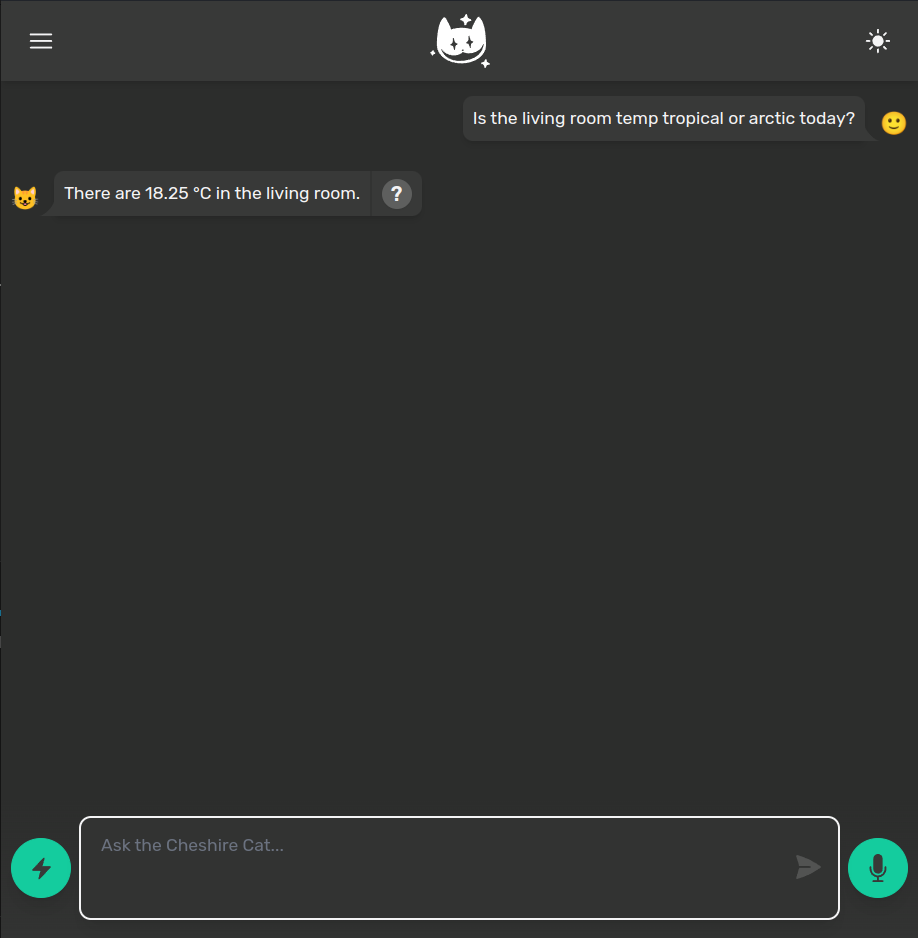 Is the living room temp tropical or arctic today?
There are 18.25 °C in the living room.
?
Ask the Cheshire Cat...